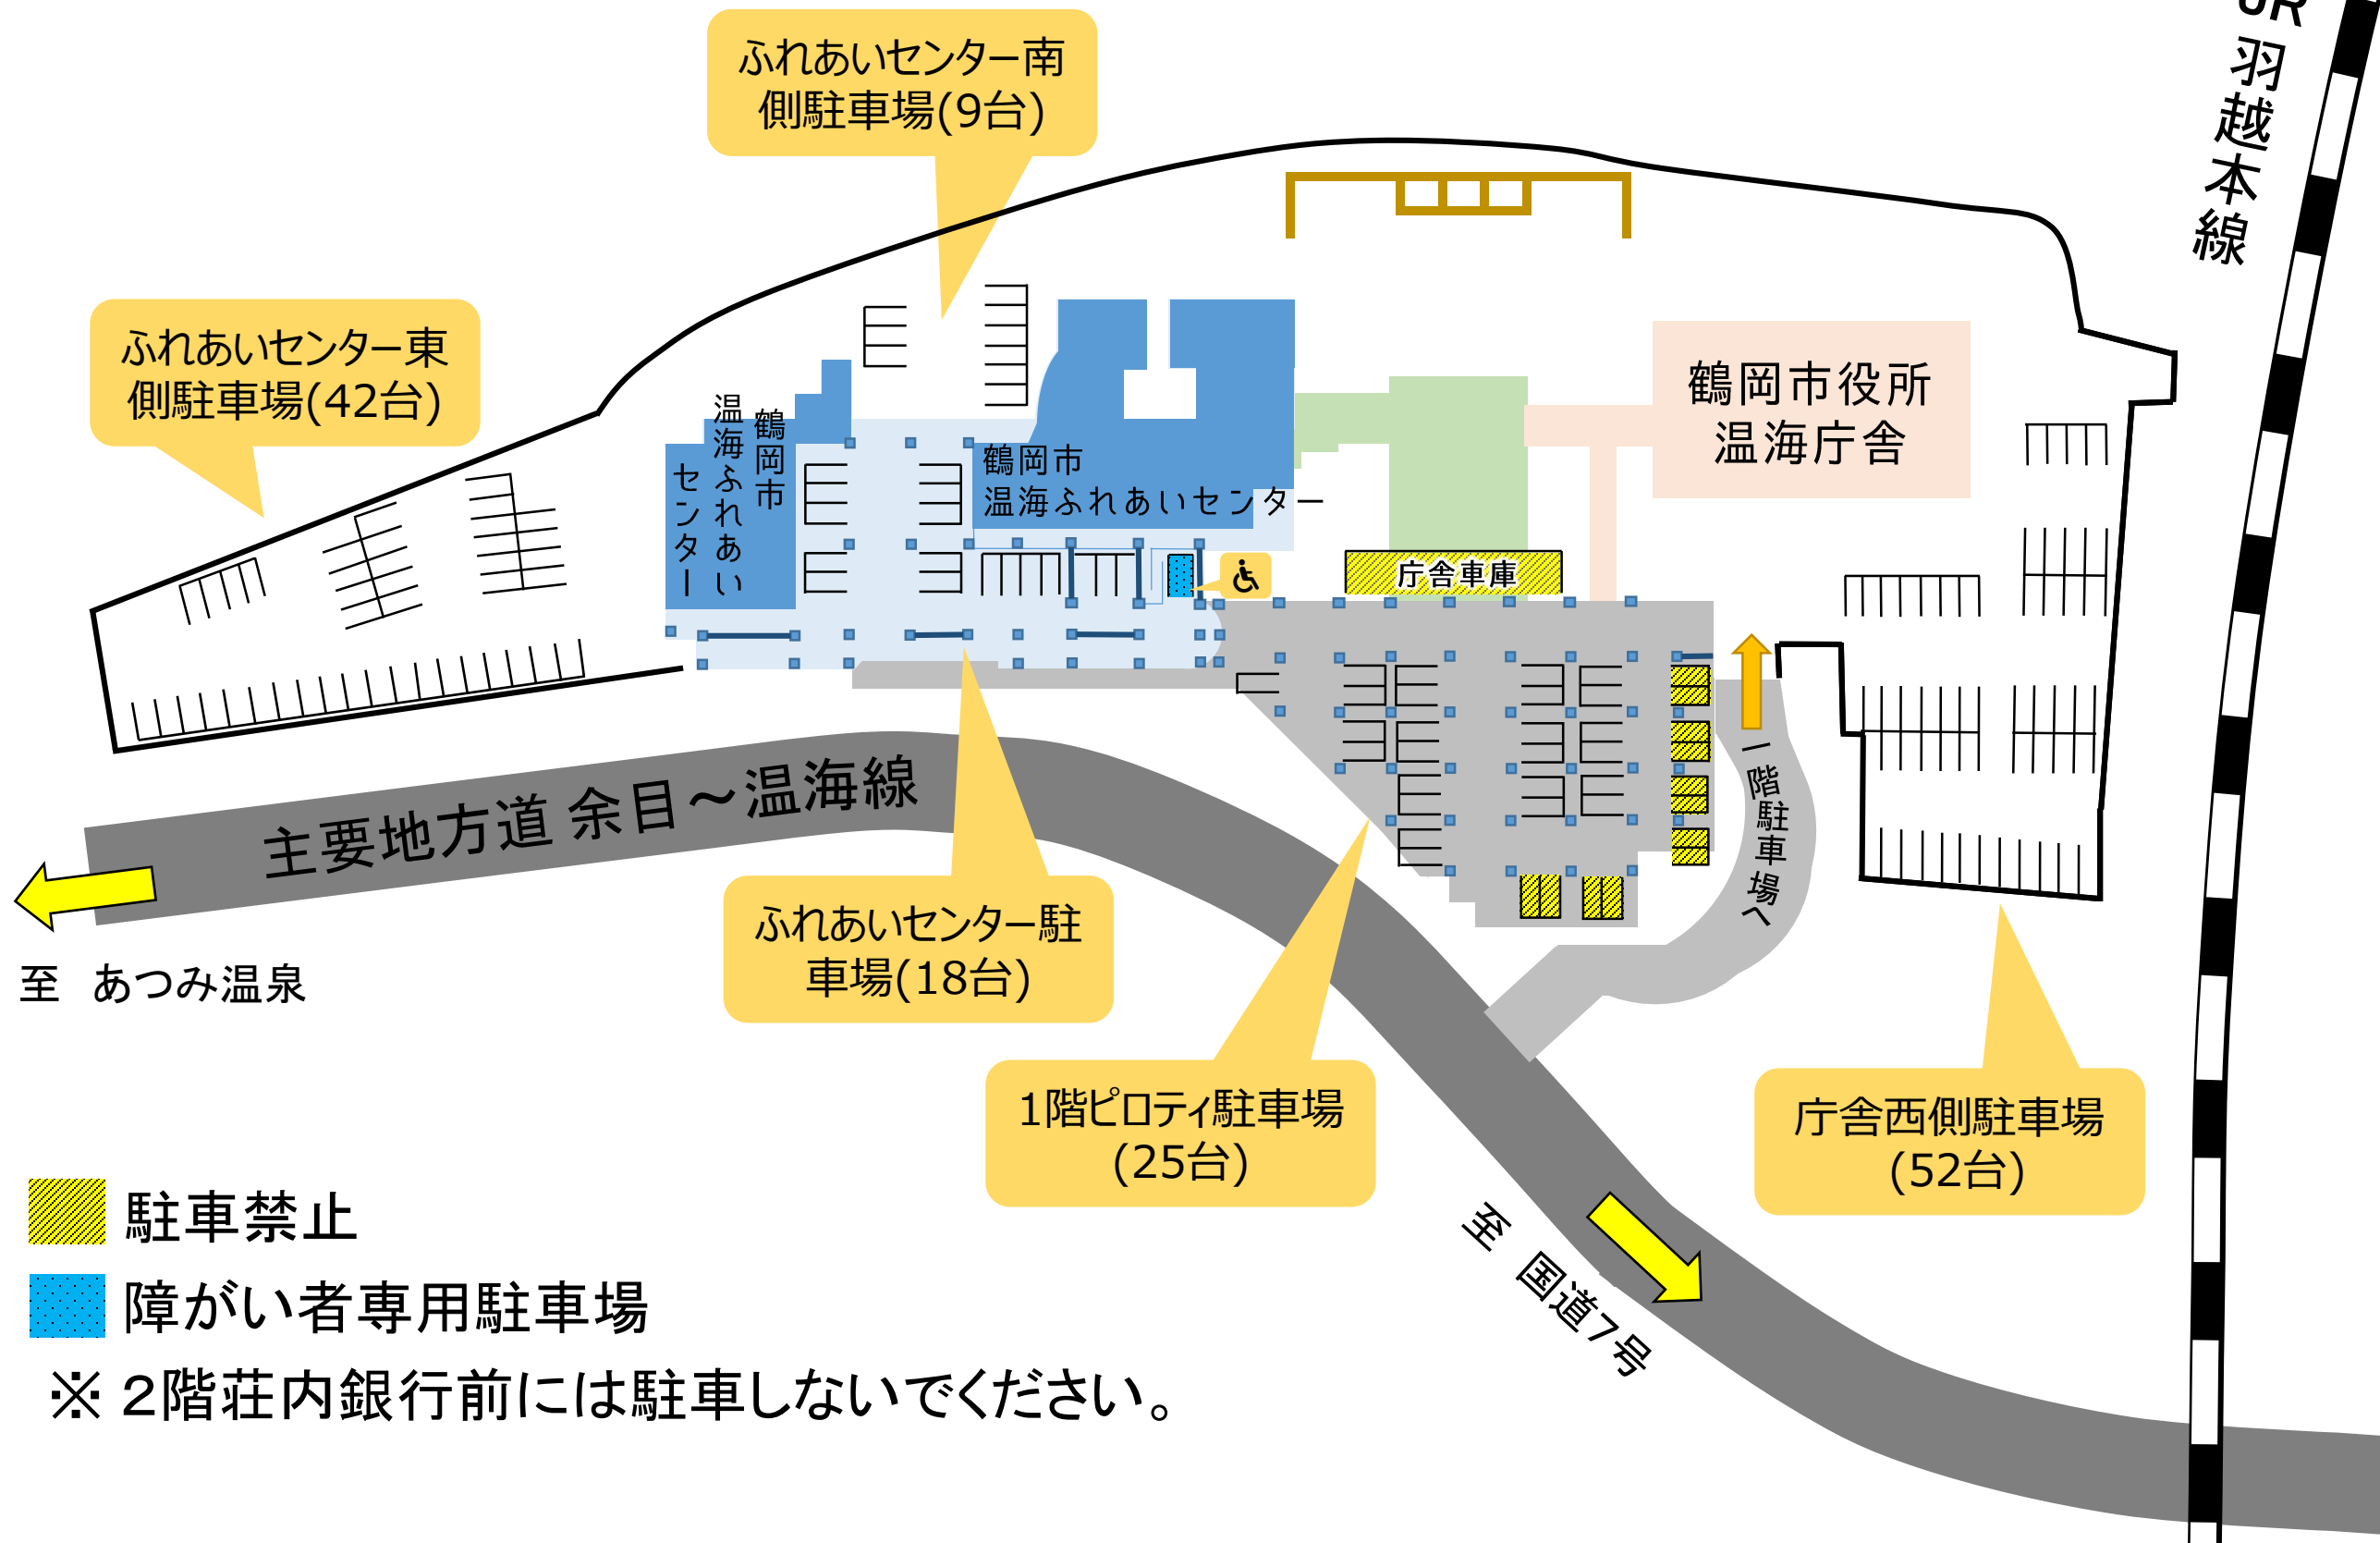 ふれあいセンター南
側駐車場(9台)
JR 羽越本線
ふれあいセンター東
側駐車場(42台)
鶴岡市
温海ふれあい
センター
鶴岡市
温海ふれあいセンター
鶴岡市役所
温海庁舎
庁舎車庫
一階駐車場へ
主要地方道 余目～温海線
至 あつみ温泉
ふれあいセンター駐
車場(18台)
1階ピロティ駐車場
(25台)
庁舎西側駐車場
(52台)
至 国道7号
駐車禁止
障がい者専用駐車場
※ 2階荘内銀行前には駐車しないでください。